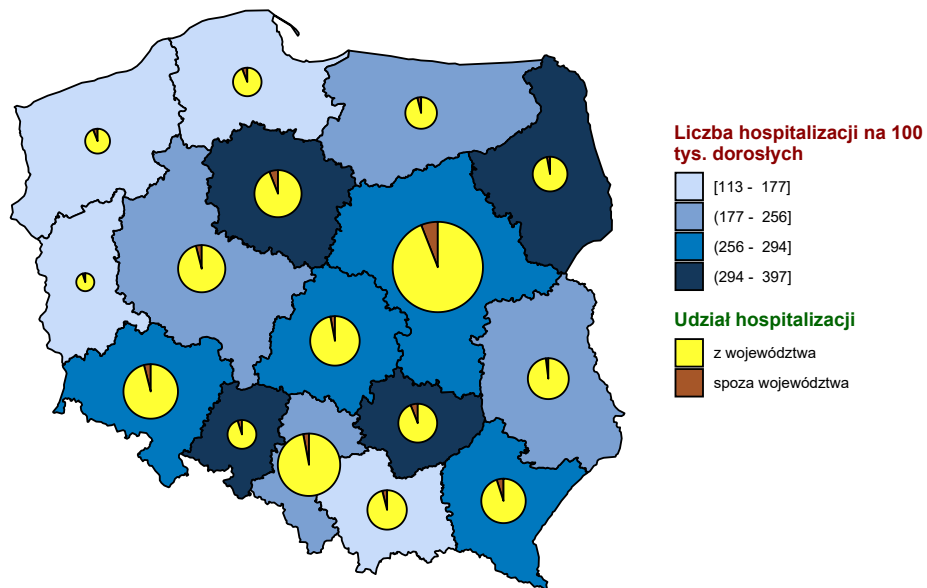 Liczba hospitalizacji na 100
tys. dorosłych
[113 - 177]
(177 - 256]
(256 - 294]
(294 - 397]
Udział hospitalizacji
z województwa
spoza województwa